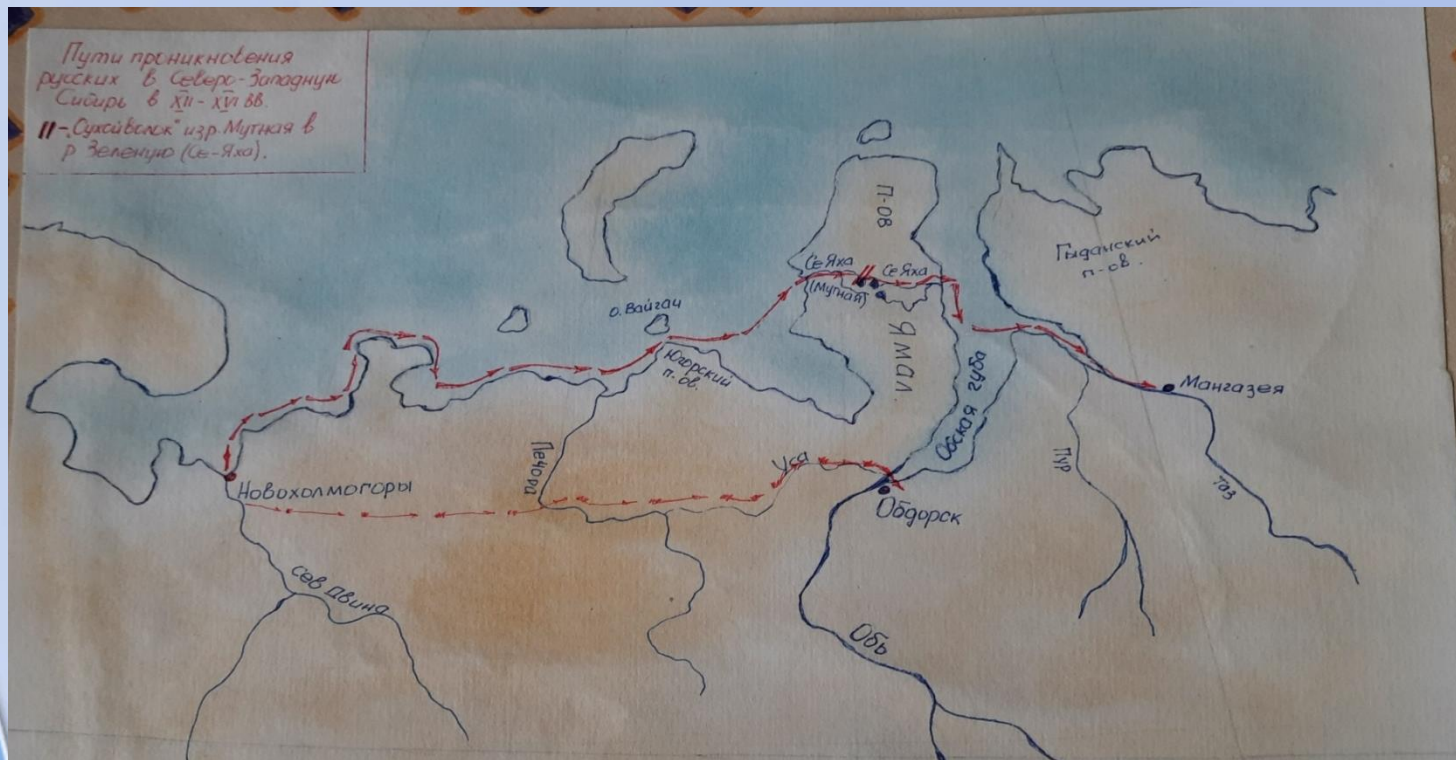 Пути проникновения
русских в Северо-Западную
Сибирь в XII-XVI вв.
II-„Сухой волок" из р. Мутная в
р Зеленую (Се-Яха).
П-ов
Гыданский
п-ов.
Се Яха
Се Яха
(Мутная)
о. Вайгач
Югорский
п-ов.
Ямал.
Обская губа
Мангазея
Печора
Уса
Пур
Таз
Новохолмогоры
Обдорск
Сев Двина
Обь